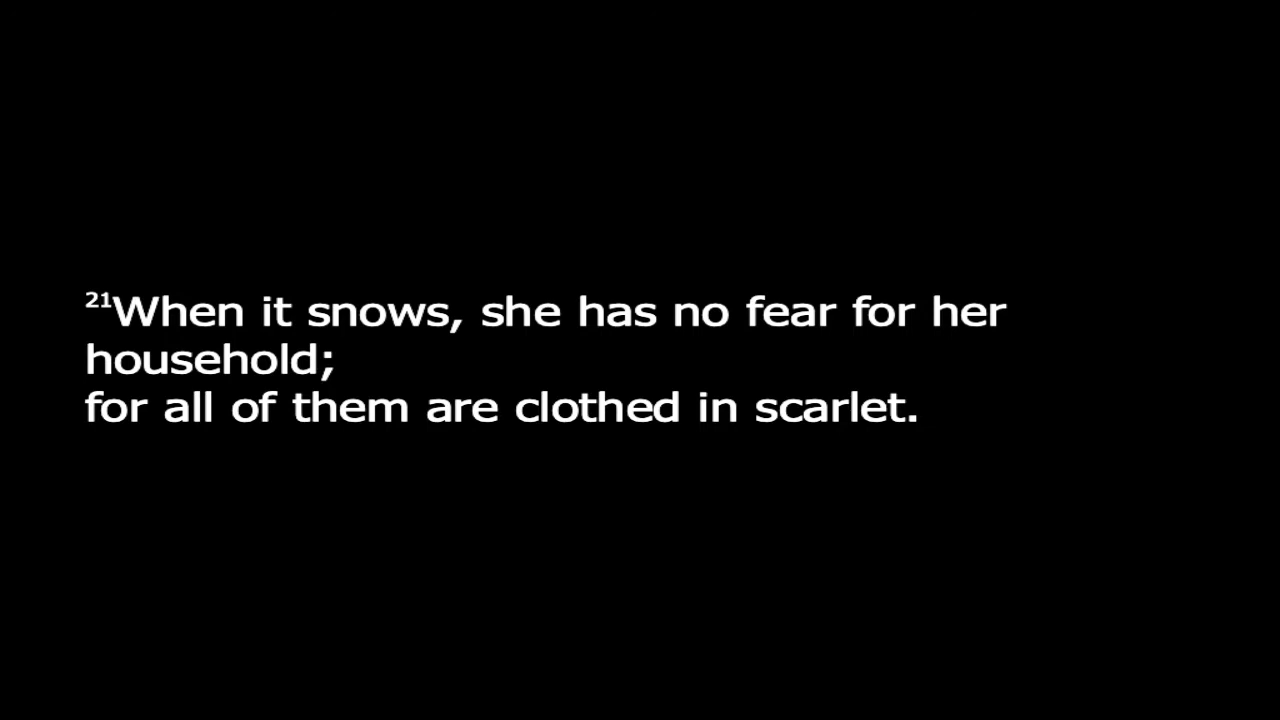 21When it snows, she has no fear for her
household;
for all of them are clothed in scarlet.